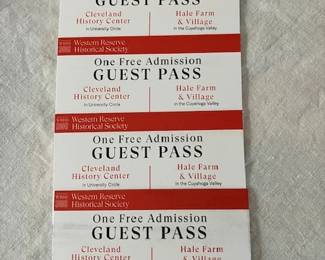 GUEST PASS
Cleveland
History Center
in University Circle
Hale Farm
& Village
in the Cuyahoga Valley
Western Reserve
Historical Society
One Free Admission
GUEST PASS
Cleveland
History Center
in University Circle
Hale Farm
& Village
in the Cuyahoga Valley
Western Reserve
Historical Society
One Free Admission
GUEST PASS
Cleveland
History Center
in University Circle
Hale Farm
& Village
in the Cuyahoga Valley
Western Reserve
Historical Society
One Free Admission
GUEST PASS
Cleveland
History Center
Hale Farm
& Village